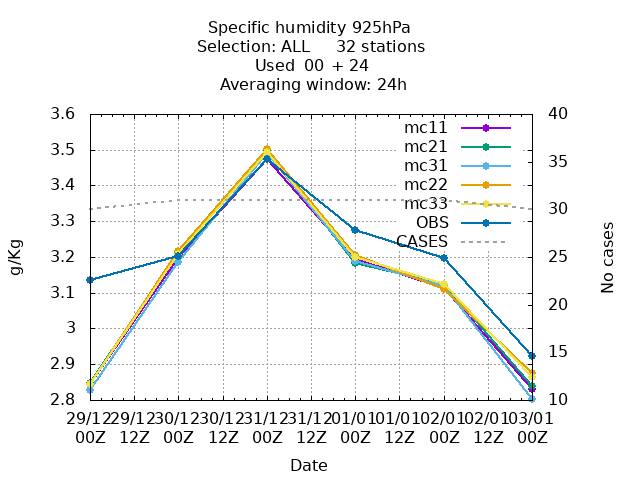 Specific humidity 925hPa
Selection: ALL 32 stations
Used 00 + 24
Averaging window: 24h
3.6
3.5
3.4
3.3
3.2
3.1
3
2.9
2.8
g/Kg
40
35
30
25
20
15
10
No cases
mc11
mc21
mc31
mc22
mc33
OBS
CASES
29/12 29/12 30/12 30/12 31/12 31/12 01/01 01/01 02/01 02/01 03/01
00Z 12Z 00Z 12Z 00Z 12Z 00Z 12Z 00Z 12Z 00Z
Date